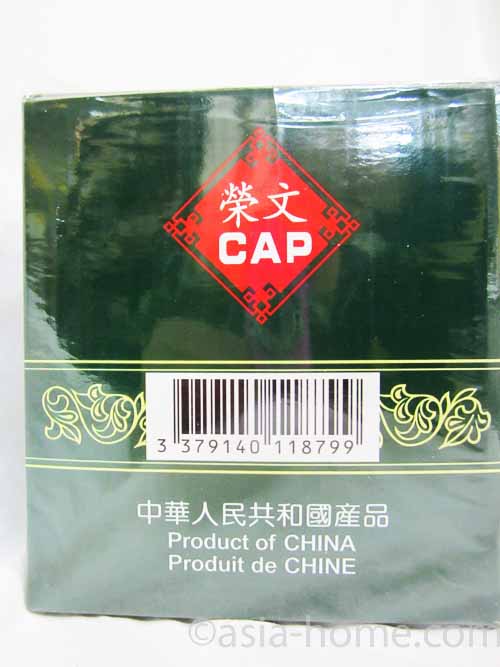 榮文
CAP
3 379140 118799
中華人民共和國產品
Product of CHINA
Produit de CHINE
©asia-home.com